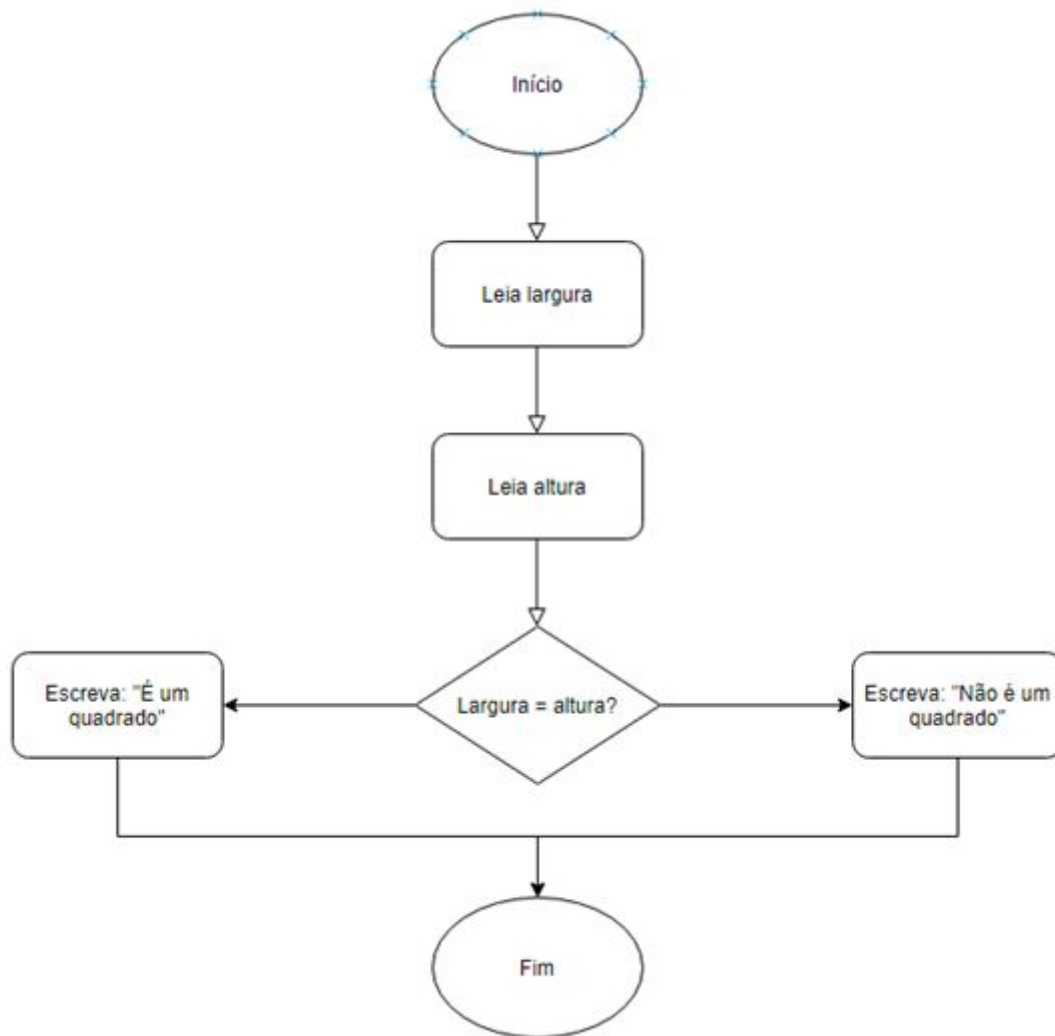 Início
Leia largura
Leia altura
Largura = altura?
Escreva: "É um
quadrado"
Escreva: "Não é um
quadrado"
Fim